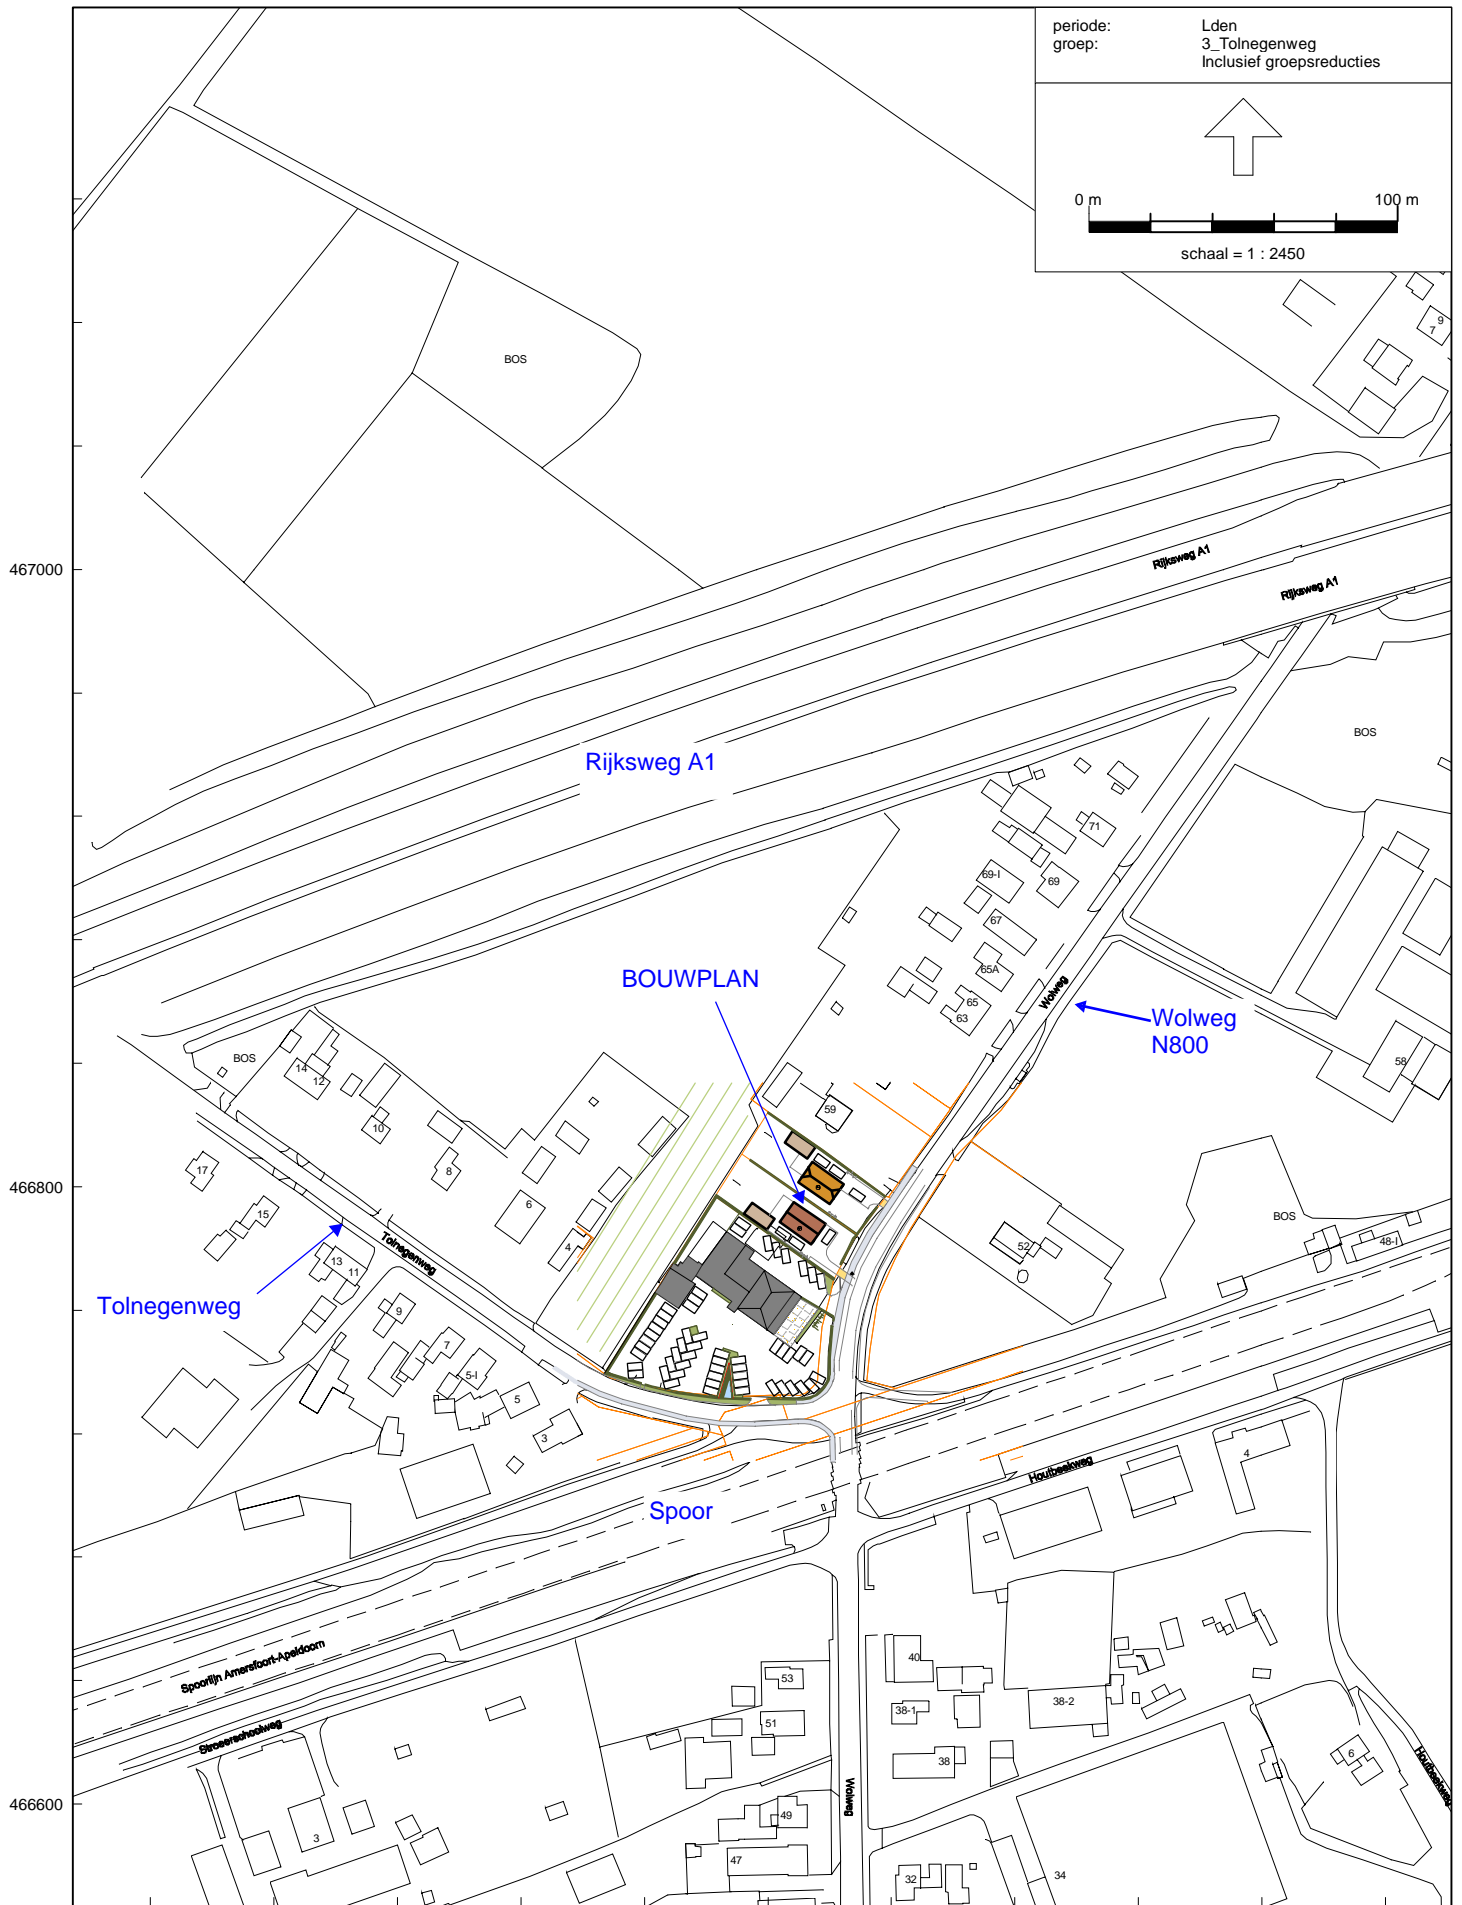 periode: Lden
groep: 3_Tolnegenweg
Inclusief groepsreducties
0 m 100 m
schaal = 1 : 2450
9
7
BOS
467000
Rijksweg A1
Rijksweg A1
BOS
Rijksweg A1
71
69-I
69
67
65A
65
63
BOUWPLAN
Wolweg
Wolweg
N800
58
BOS
14
12
10
59
17
8
466800
15
6
BOS
4
52
48-I
Tolnegenweg
13
11
Tolnegenweg
9
7
5-I
5
3
4
Houtbeekweg
Spoor
Spoorlijn Amersfoort-Apeldoorn
40
53
38-1
38-2
51
Stroeerschoolweg
38
6
Houtbeekweg
Wolweg
466600
49
3
47
32
34